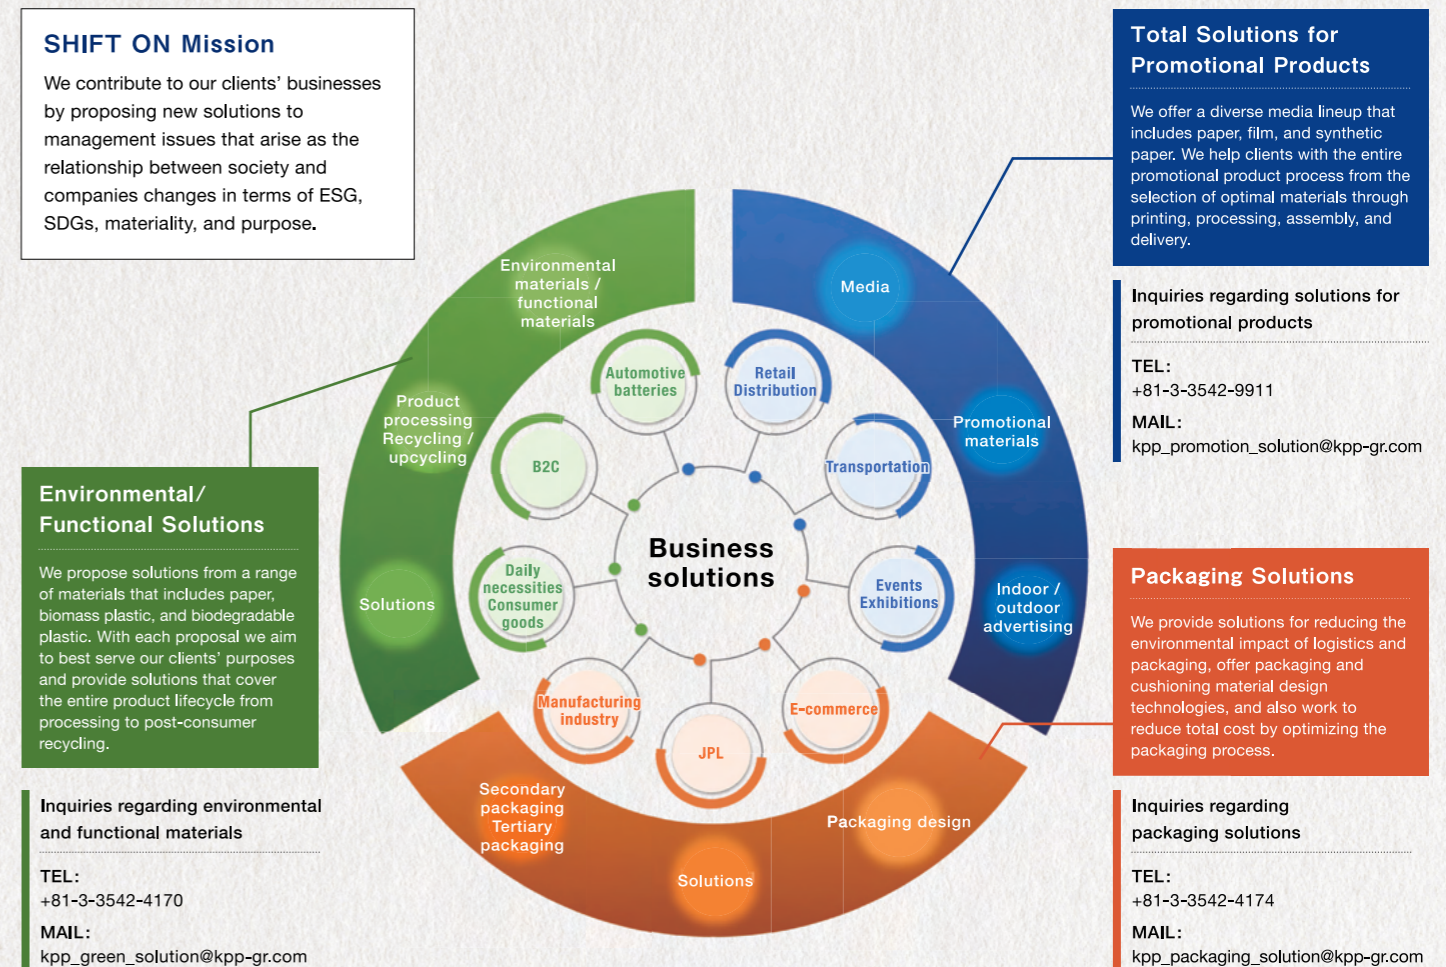 SHIFT ON Mission
We contribute to our clients' businesses
by proposing new solutions to
management issues that arise as the
relationship between society and
companies changes in terms of ESG,
SDGs, materiality, and purpose.
Total Solutions for
Promotional Products
We offer a diverse media lineup that
includes paper, film, and synthetic
paper. We help clients with the entire
promotional product process from the
selection of optimal materials through
printing, processing, assembly, and
delivery.
Inquiries regarding solutions for
promotional products
TEL:
+81-3-3542-9911
MAIL:
kpp_promotion_solution@kpp-gr.com
Environmental
materials /
functional
materials
Product
processing
Recycling /
upcycling
Solutions
Media
Promotional
materials
Indoor /
outdoor
advertising
Automotive
batteries
Retail
Distribution
B2C
Transportation
Daily
necessities
Consumer
goods
Business
solutions
Events
Exhibitions
Manufacturing
industry
JPL
E-commerce
Secondary
packaging
Tertiary
packaging
Solutions
Packaging design
Environmental/
Functional Solutions
We propose solutions from a range
of materials that includes paper,
biomass plastic, and biodegradable
plastic. With each proposal we aim
to best serve our clients' purposes
and provide solutions that cover
the entire product lifecycle from
processing to post-consumer
recycling.
Inquiries regarding environmental
and functional materials
TEL:
+81-3-3542-4170
MAIL:
kpp_green_solution@kpp-gr.com
Packaging Solutions
We provide solutions for reducing the
environmental impact of logistics and
packaging, offer packaging and
cushioning material design
technologies, and also work to
reduce total cost by optimizing the
packaging process.
Inquiries regarding
packaging solutions
TEL:
+81-3-3542-4174
MAIL:
kpp_packaging_solution@kpp-gr.com